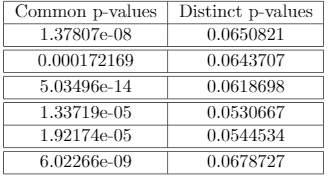 Common p-values Distinct p-values
1.37807e-08 0.0650821
0.000172169 0.0643707
5.03496e-14 0.0618698
1.33719e-05 0.0530667
1.92174e-05 0.0544534
6.02266e-09 0.0678727